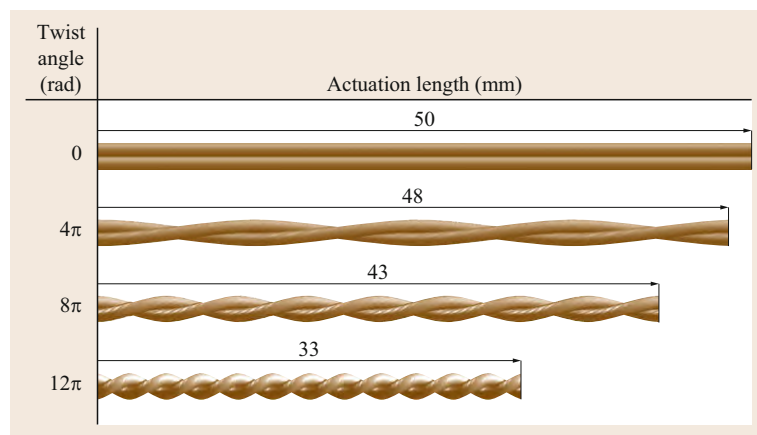 Twist
angle
(rad)
Actuation length (mm)
50
0
48
4π
43
8π
33
12π